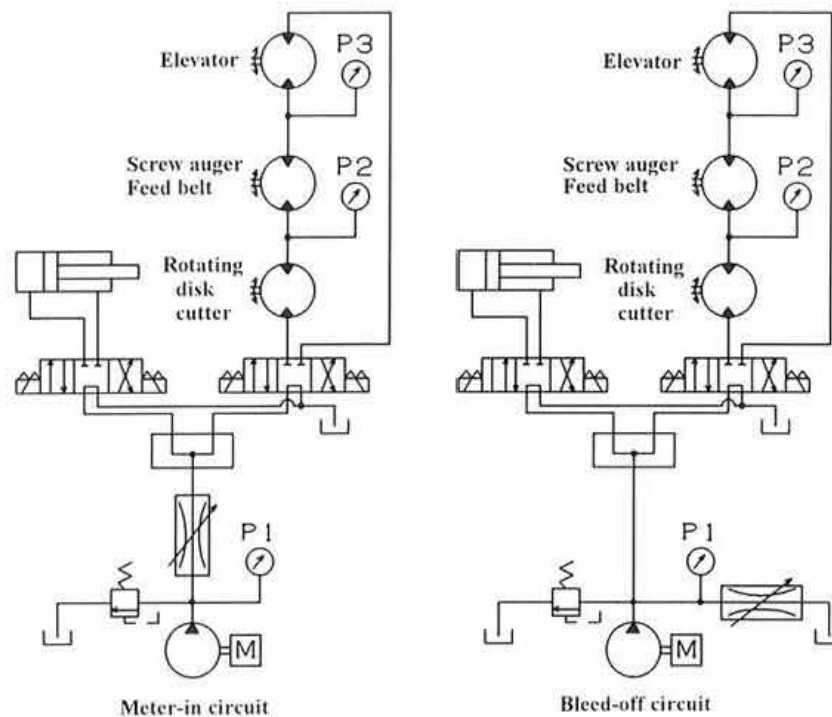 Elevator
P3
Screw auger
Feed belt
P2
Rotating
disk
cutter
P1
M
Meter-in circuit
Elevator
P3
Screw auger
Feed belt
P2
Rotating
disk
cutter
P1
M
Bleed-off circuit